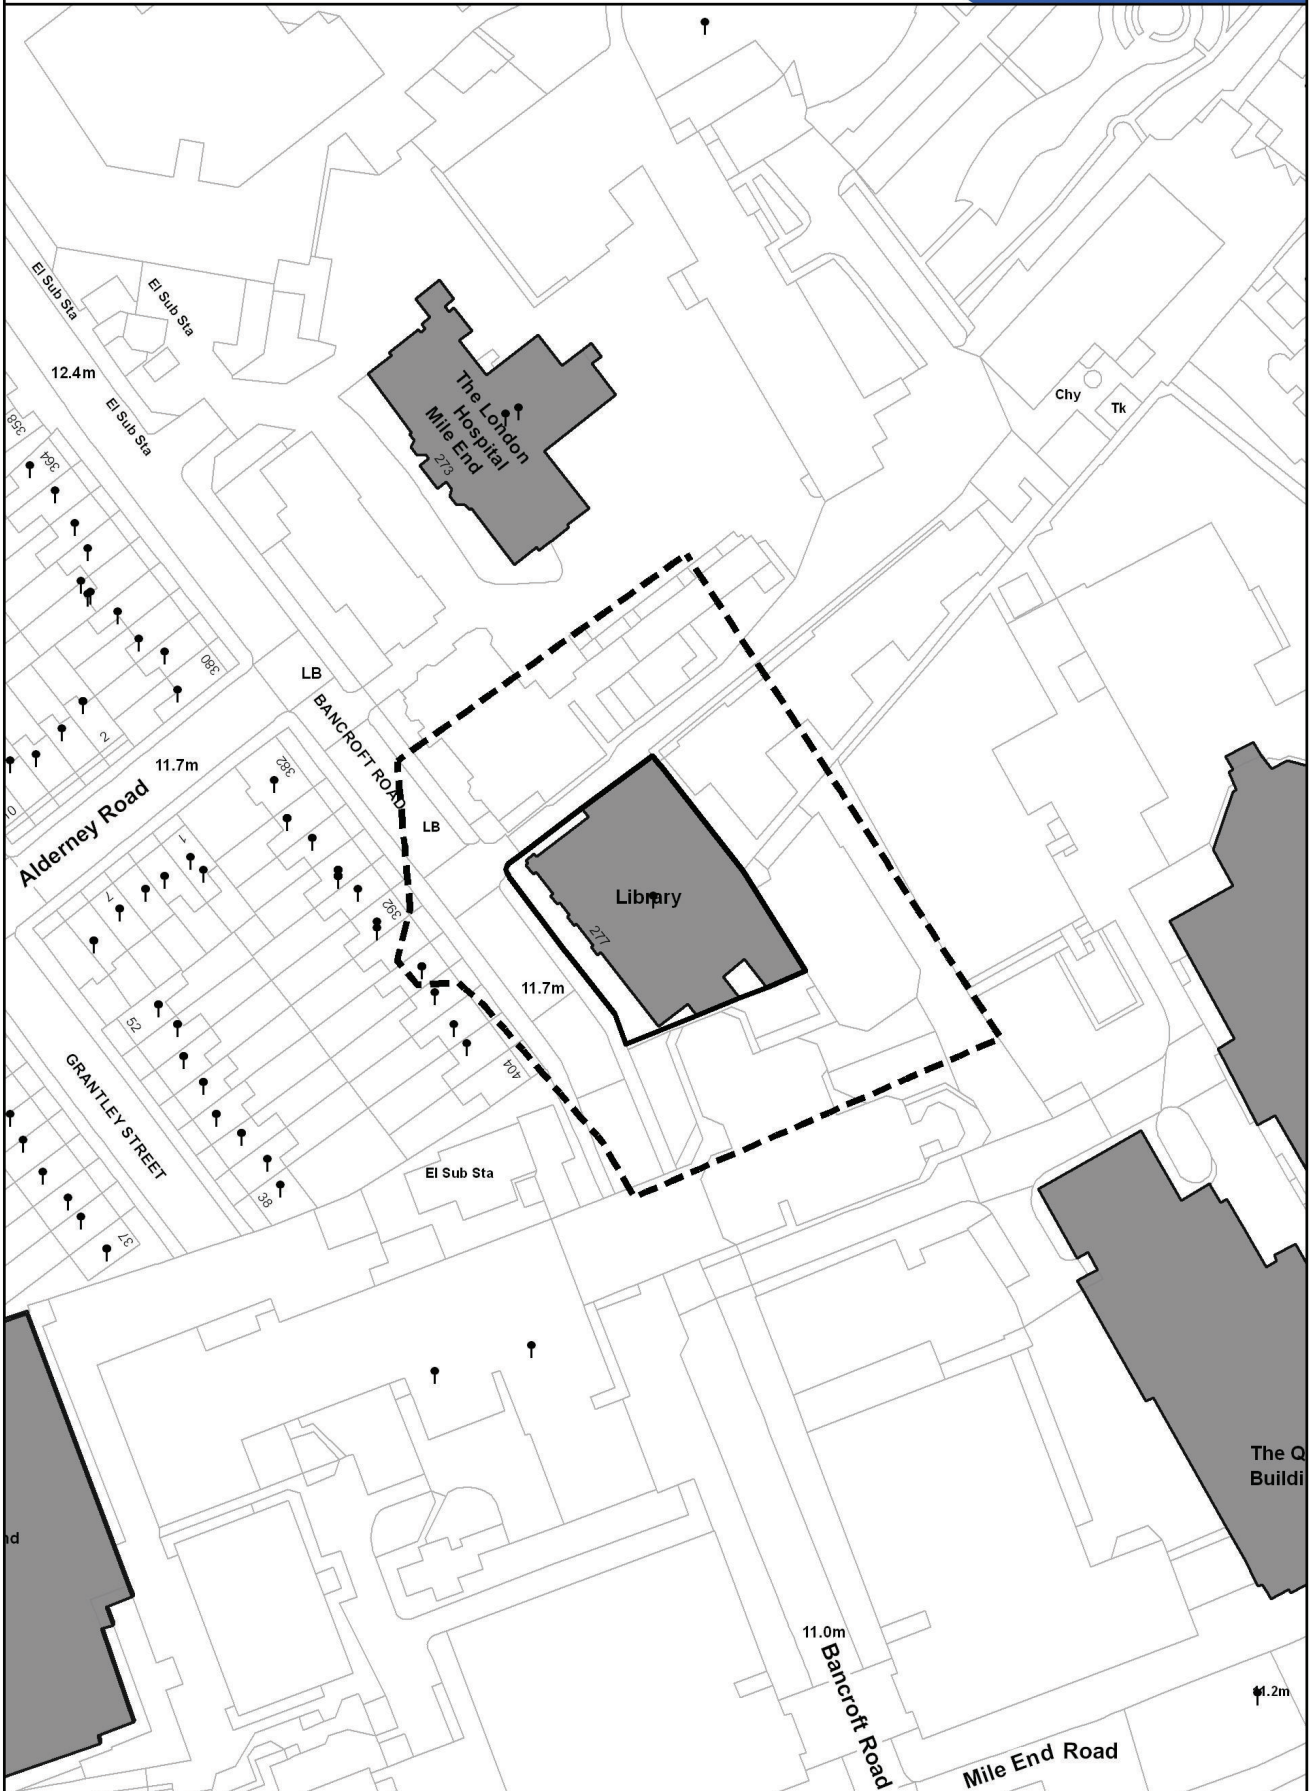 El Sub Sta
El Sub Sta
12.4m
El Sub Sta
358
364
The London
Hospital
Mile End
273
Chy
Tk
380
LB
BANCROFT ROAD
2
11.7m
382
Alderney Road
10
LB
1
7
392
Library
277
11.7m
52
404
GRANTLEY STREET
El Sub Sta
38
37
The Q
Buildi
nd
11.0m
Bancroft Road
11.2m
Mile End Road